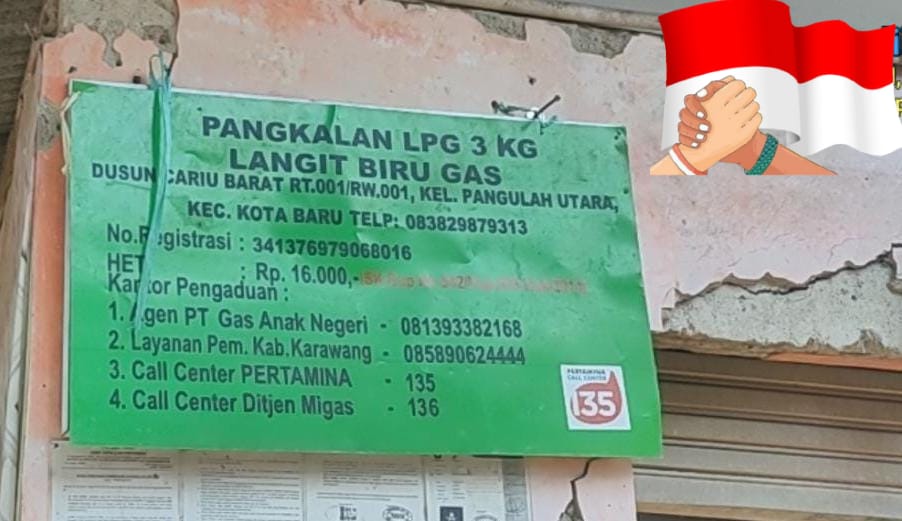 PANGKALAN LPG 3 KG
LANGIT BIRU GAS
DUSUN CARIU BARAT RT.001/RW.001, KEL. PANGULAH UTARA,
KEC. KOTA BARU TELP: 083829879313
No.Registrasi : 341376979068016
HET : Rp. 16.000,-
Kantor Pengaduan :
1. Agen PT Gas Anak Negeri - 081393382168
2. Layanan Pem. Kab.Karawang - 085890624444
3. Call Center PERTAMINA - 135
4. Call Center Ditjen Migas - 136
PERTAMINA
CALL CENTER
135